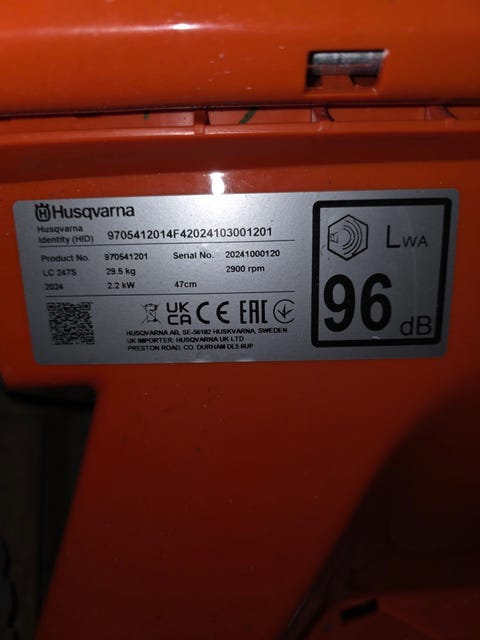 Husqvarna
Husqvarna
Identity (HID) 9705412014F42024103001201
Product No. 970541201 Serial No. 20241000120
LC 247S 29.5 kg 2900 rpm
2024 2.2 kW 47cm
UK
CA CE EAC
HUSQVARNA AB, SE-56182 HUSKVARNA, SWEDEN
UK IMPORTER: HUSQVARNA UK LTD
PRESTON ROAD, CO. DURHAM DL5 6UP
LWA
96
dB